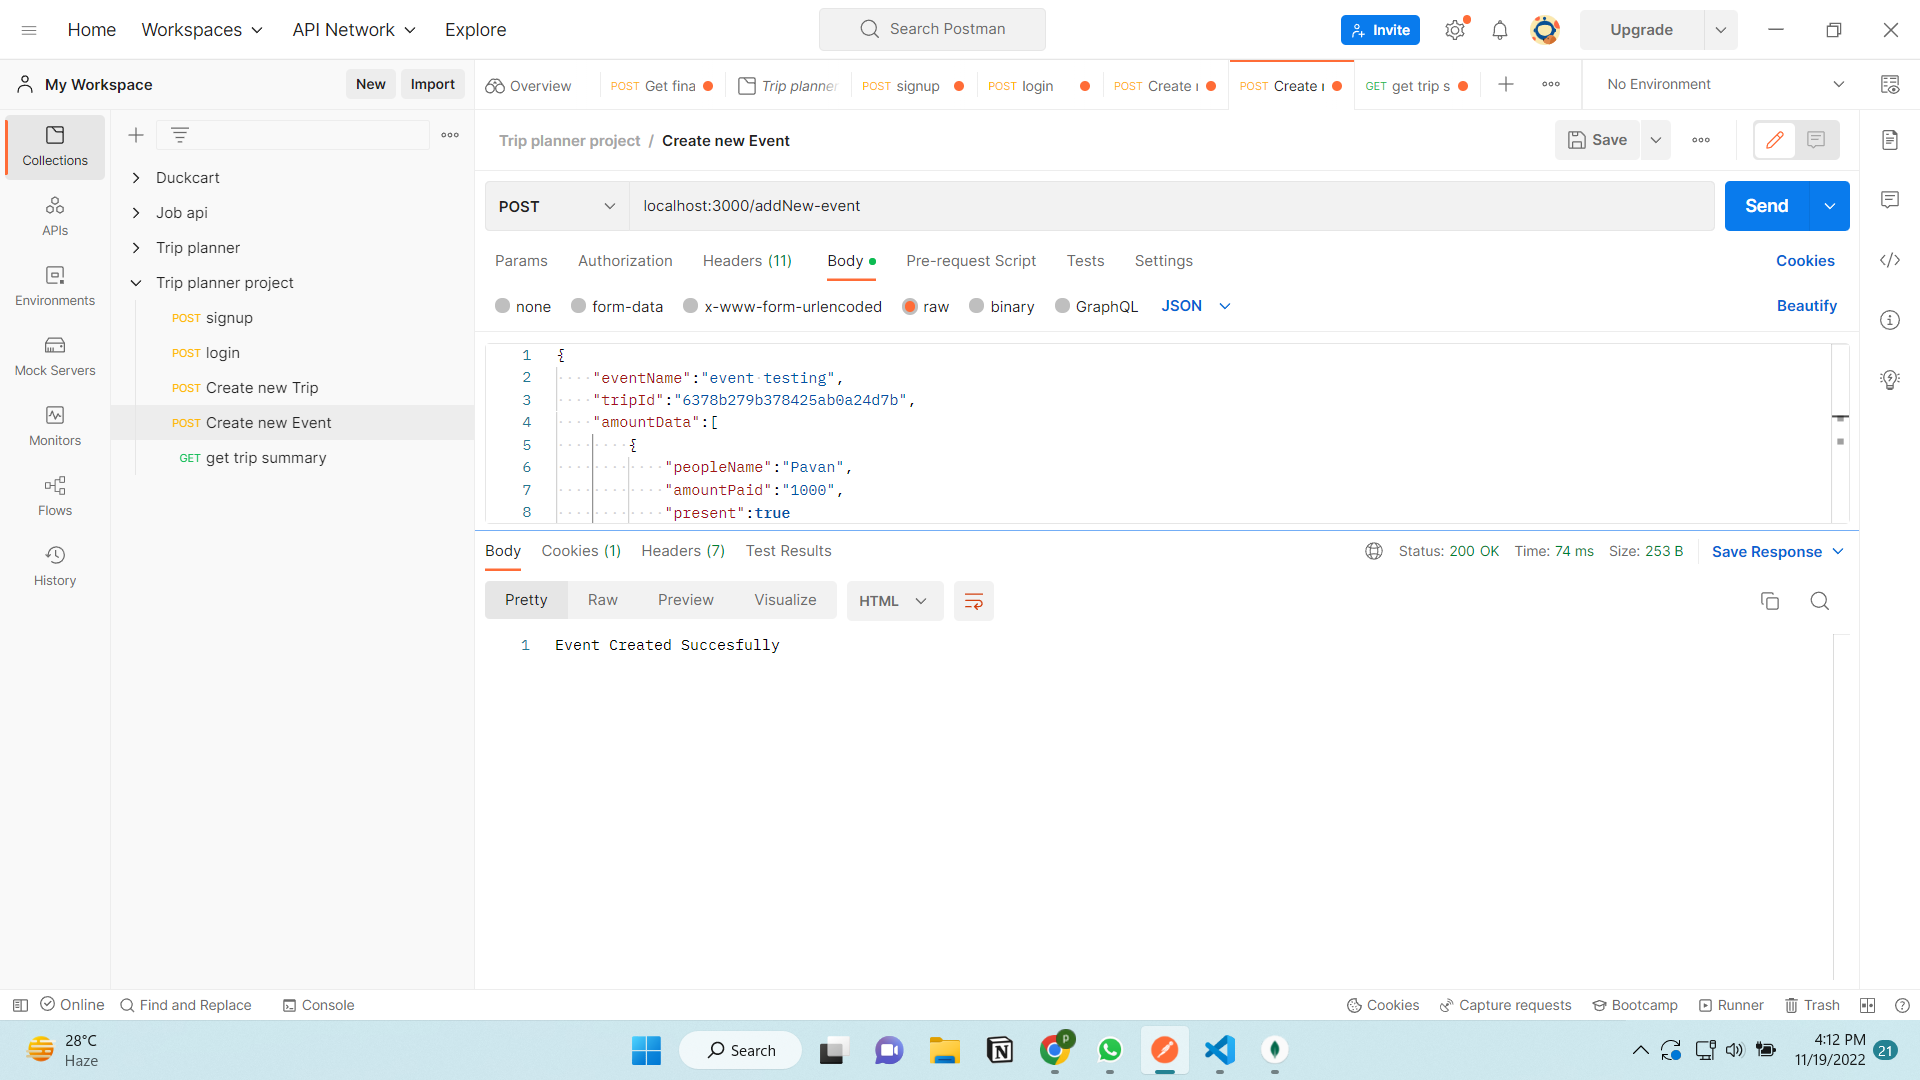 Home
Workspaces
API Network
Explore
Search Postman
Invite
Upgrade
My Workspace
New
Import
Overview
POST Get fina
Trip planner
POST signup
POST login
POST Create
POST Create
GET get trip s
No Environment
Collections
APIs
Environments
Mock Servers
Monitors
Flows
History
Duckcart
Job api
Trip planner
Trip planner project
POST signup
POST login
POST Create new Trip
POST Create new Event
GET get trip summary
Trip planner project / Create new Event
Save
POST
localhost:3000/addNew-event
Send
Params
Authorization
Headers (11)
Body
Pre-request Script
Tests
Settings
Cookies
none
form-data
x-www-form-urlencoded
raw
binary
GraphQL
JSON
Beautify
1 {
2 "eventName":"event testing",
3 "tripId":"6378b279b378425ab0a24d7b",
4 "amountData":[
5 {
6 "peopleName":"Pavan",
7 "amountPaid":"1000",
8 "present":true
Body
Cookies (1)
Headers (7)
Test Results
Status: 200 OK
Time: 74 ms
Size: 253 B
Save Response
Pretty
Raw
Preview
Visualize
HTML
1 Event Created Succesfully
Online
Find and Replace
Console
Cookies
Capture requests
Bootcamp
Runner
Trash
28°C
Haze
Search
P
4:12 PM
11/19/2022
21